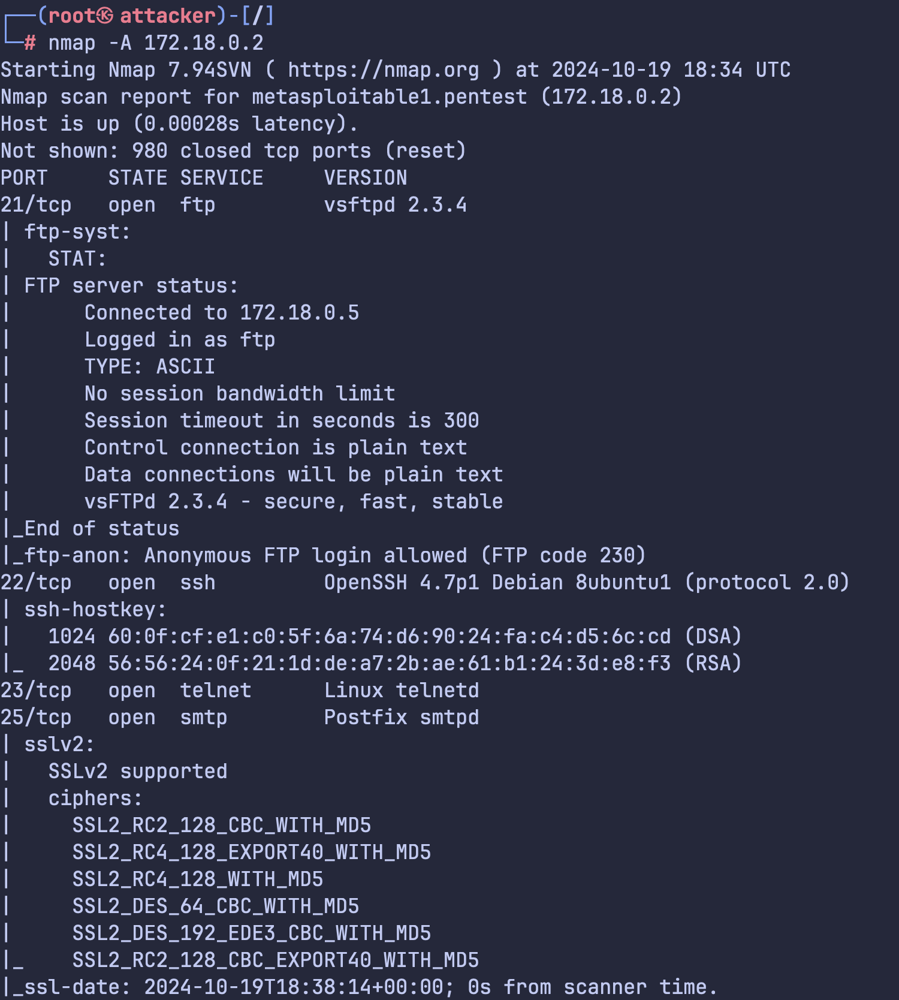 ┌──(root㉿attacker)-[/]
└─# nmap -A 172.18.0.2
Starting Nmap 7.94SVN ( https://nmap.org ) at 2024-10-19 18:34 UTC
Nmap scan report for metasploitable1.pentest (172.18.0.2)
Host is up (0.00028s latency).
Not shown: 980 closed tcp ports (reset)
PORT     STATE SERVICE     VERSION
21/tcp   open  ftp         vsftpd 2.3.4
| ftp-syst:
|   STAT:
| FTP server status:
|      Connected to 172.18.0.5
|      Logged in as ftp
|      TYPE: ASCII
|      No session bandwidth limit
|      Session timeout in seconds is 300
|      Control connection is plain text
|      Data connections will be plain text
|      vsFTPd 2.3.4 - secure, fast, stable
|_End of status
|_ftp-anon: Anonymous FTP login allowed (FTP code 230)
22/tcp   open  ssh         OpenSSH 4.7p1 Debian 8ubuntu1 (protocol 2.0)
| ssh-hostkey:
|   1024 60:0f:cf:e1:c0:5f:6a:74:d6:90:24:fa:c4:d5:6c:cd (DSA)
|_  2048 56:56:24:0f:21:1d:de:a7:2b:ae:61:b1:24:3d:e8:f3 (RSA)
23/tcp   open  telnet      Linux telnetd
25/tcp   open  smtp        Postfix smtpd
| sslv2:
|   SSLv2 supported
|   ciphers:
|     SSL2_RC2_128_CBC_WITH_MD5
|     SSL2_RC4_128_EXPORT40_WITH_MD5
|     SSL2_RC4_128_WITH_MD5
|     SSL2_DES_64_CBC_WITH_MD5
|     SSL2_DES_192_EDE3_CBC_WITH_MD5
|_    SSL2_RC2_128_CBC_EXPORT40_WITH_MD5
|_ssl-date: 2024-10-19T18:38:14+00:00; 0s from scanner time.